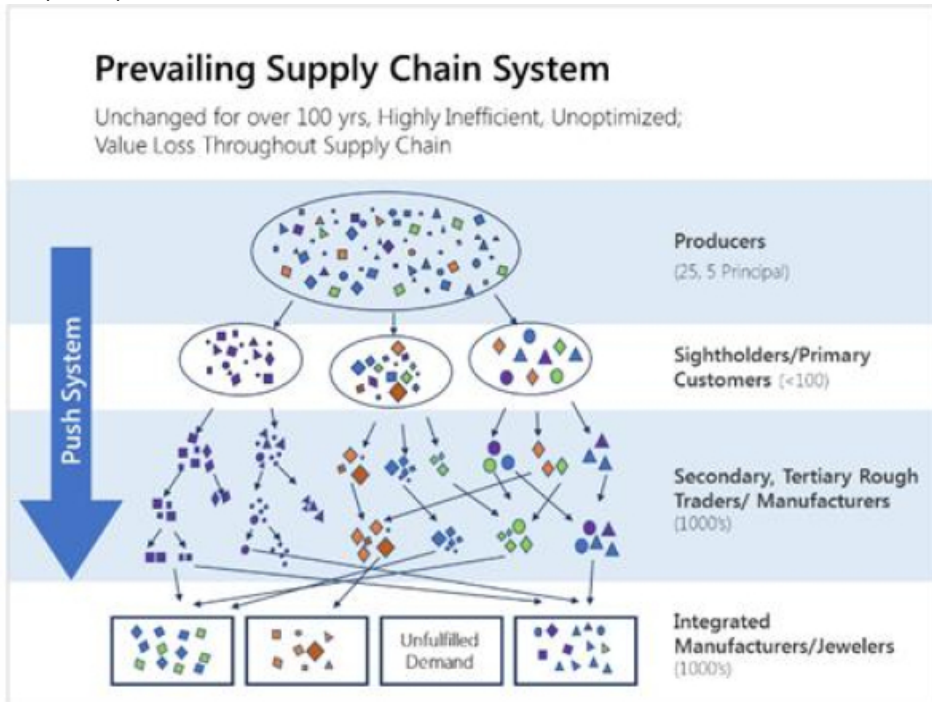 Prevailing Supply Chain System
Unchanged for over 100 yrs, Highly Inefficient, Unoptimized;
Value Loss Throughout Supply Chain
Producers
(25, 5 Principal)
Push System
Sightholders/Primary
Customers (<100)
Secondary, Tertiary Rough
Traders/ Manufacturers
(1000's)
Integrated
Manufacturers/Jewelers
(1000's)
Unfulfilled
Demand